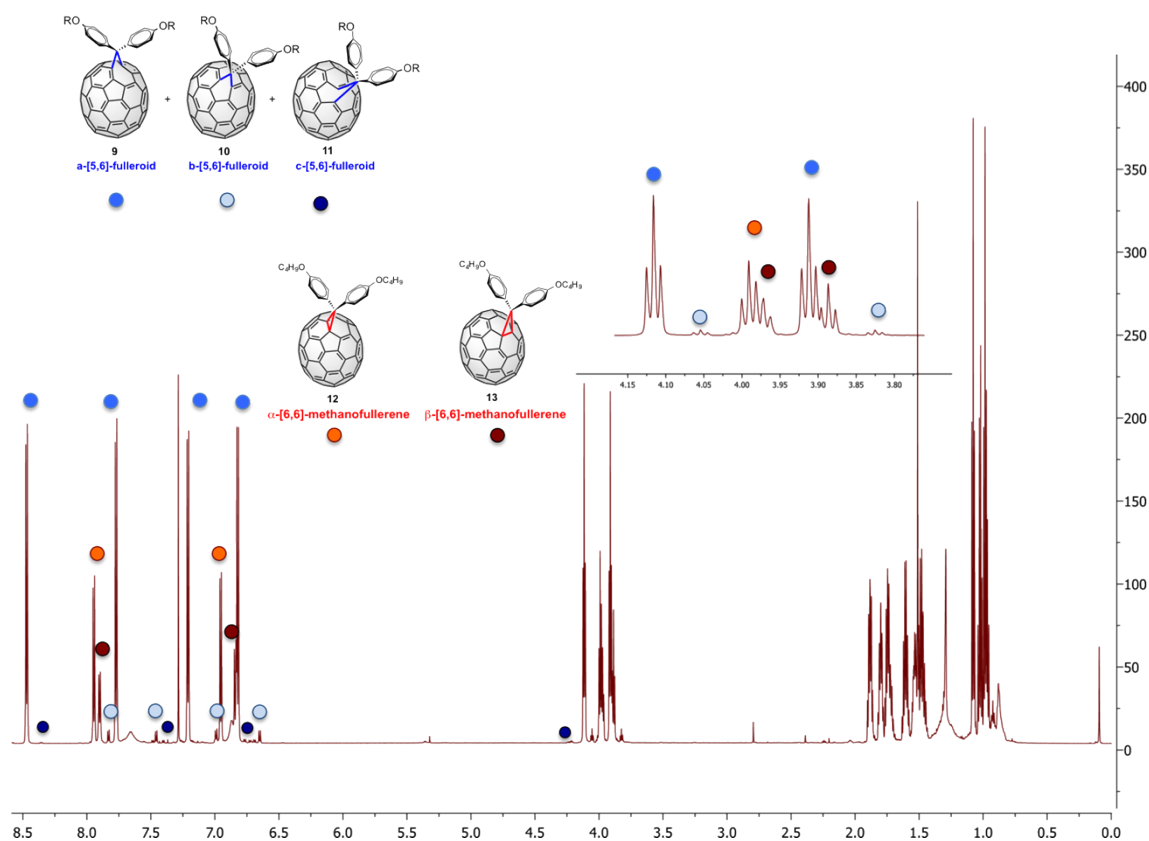 RO OR RO OR RO OR
+ +
9 10 11
a-[5,6]-fulleroid b-[5,6]-fulleroid c-[5,6]-fulleroid
C₄H₉O OC₄H₉ C₄H₉O OC₄H₉
12 13
α-[6,6]-methanofullerene β-[6,6]-methanofullerene
4.15 4.10 4.05 4.00 3.95 3.90 3.85 3.80
400
350
300
250
200
150
100
50
0
8.5 8.0 7.5 7.0 6.5 6.0 5.5 5.0 4.5 4.0 3.5 3.0 2.5 2.0 1.5 1.0 0.5 0.0